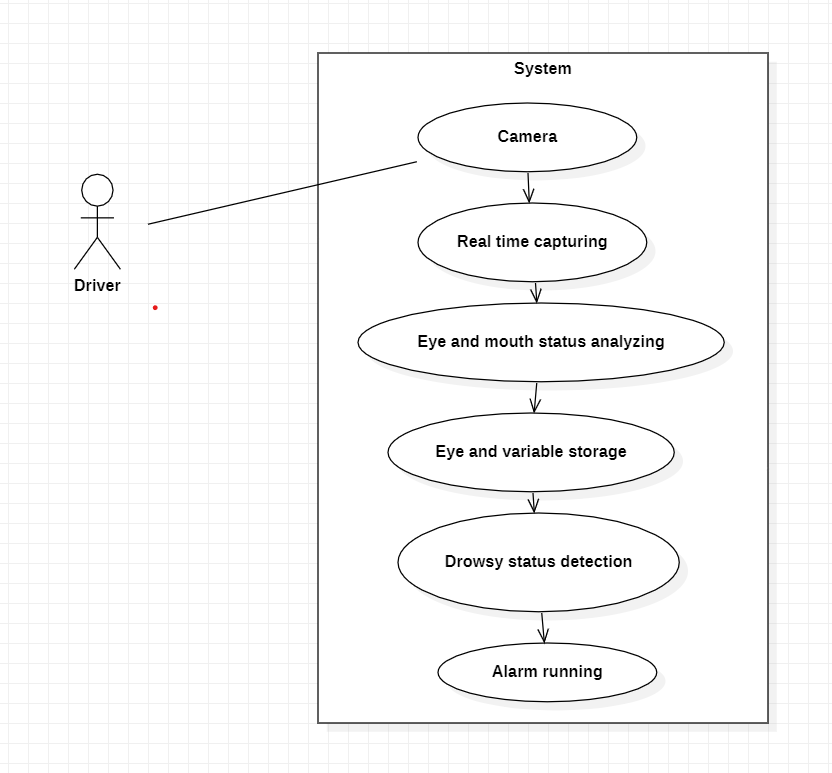 System
Camera
Real time capturing
Driver
Eye and mouth status analyzing
Eye and variable storage
Drowsy status detection
Alarm running